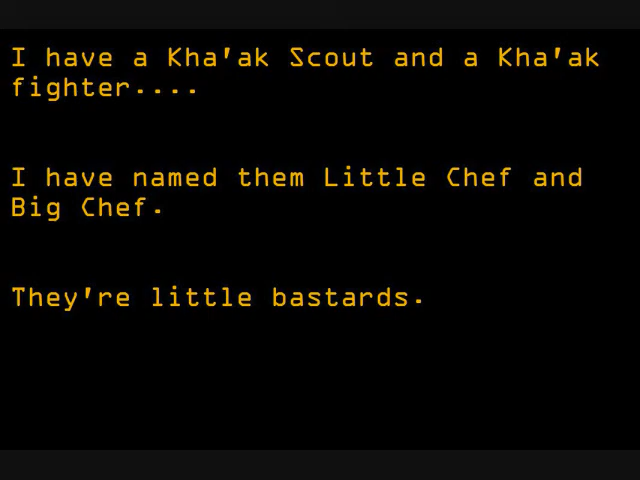 I have a Kha'ak Scout and a Kha'ak
fighter....
I have named them Little Chef and
Big Chef.
They're little bastards.